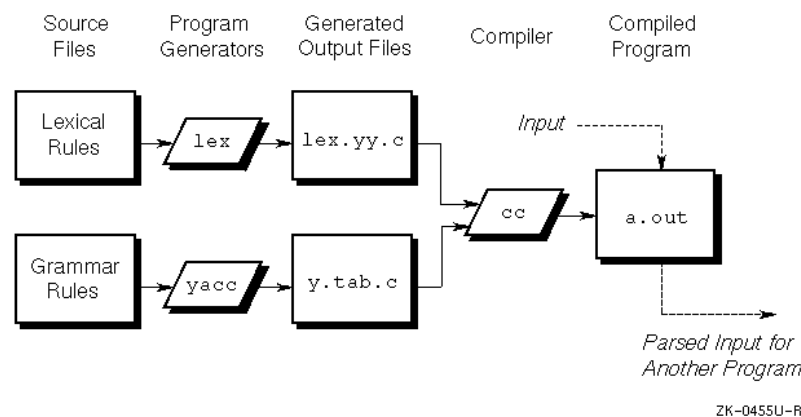 Source
Files
Program
Generators
Generated
Output Files
Compiler
Compiled
Program
Lexical
Rules
lex
lex.yy.c
Input
cc
a.out
Grammar
Rules
yacc
y.tab.c
Parsed Input for
Another Program
ZK-0455U-R